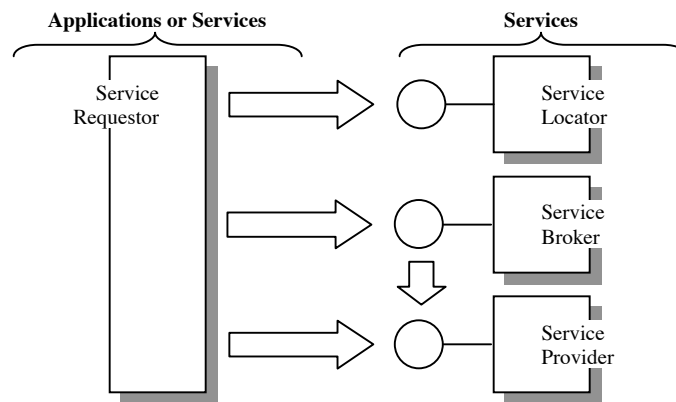 Applications or Services
Services
Service
Requestor
Service
Locator
Service
Broker
Service
Provider